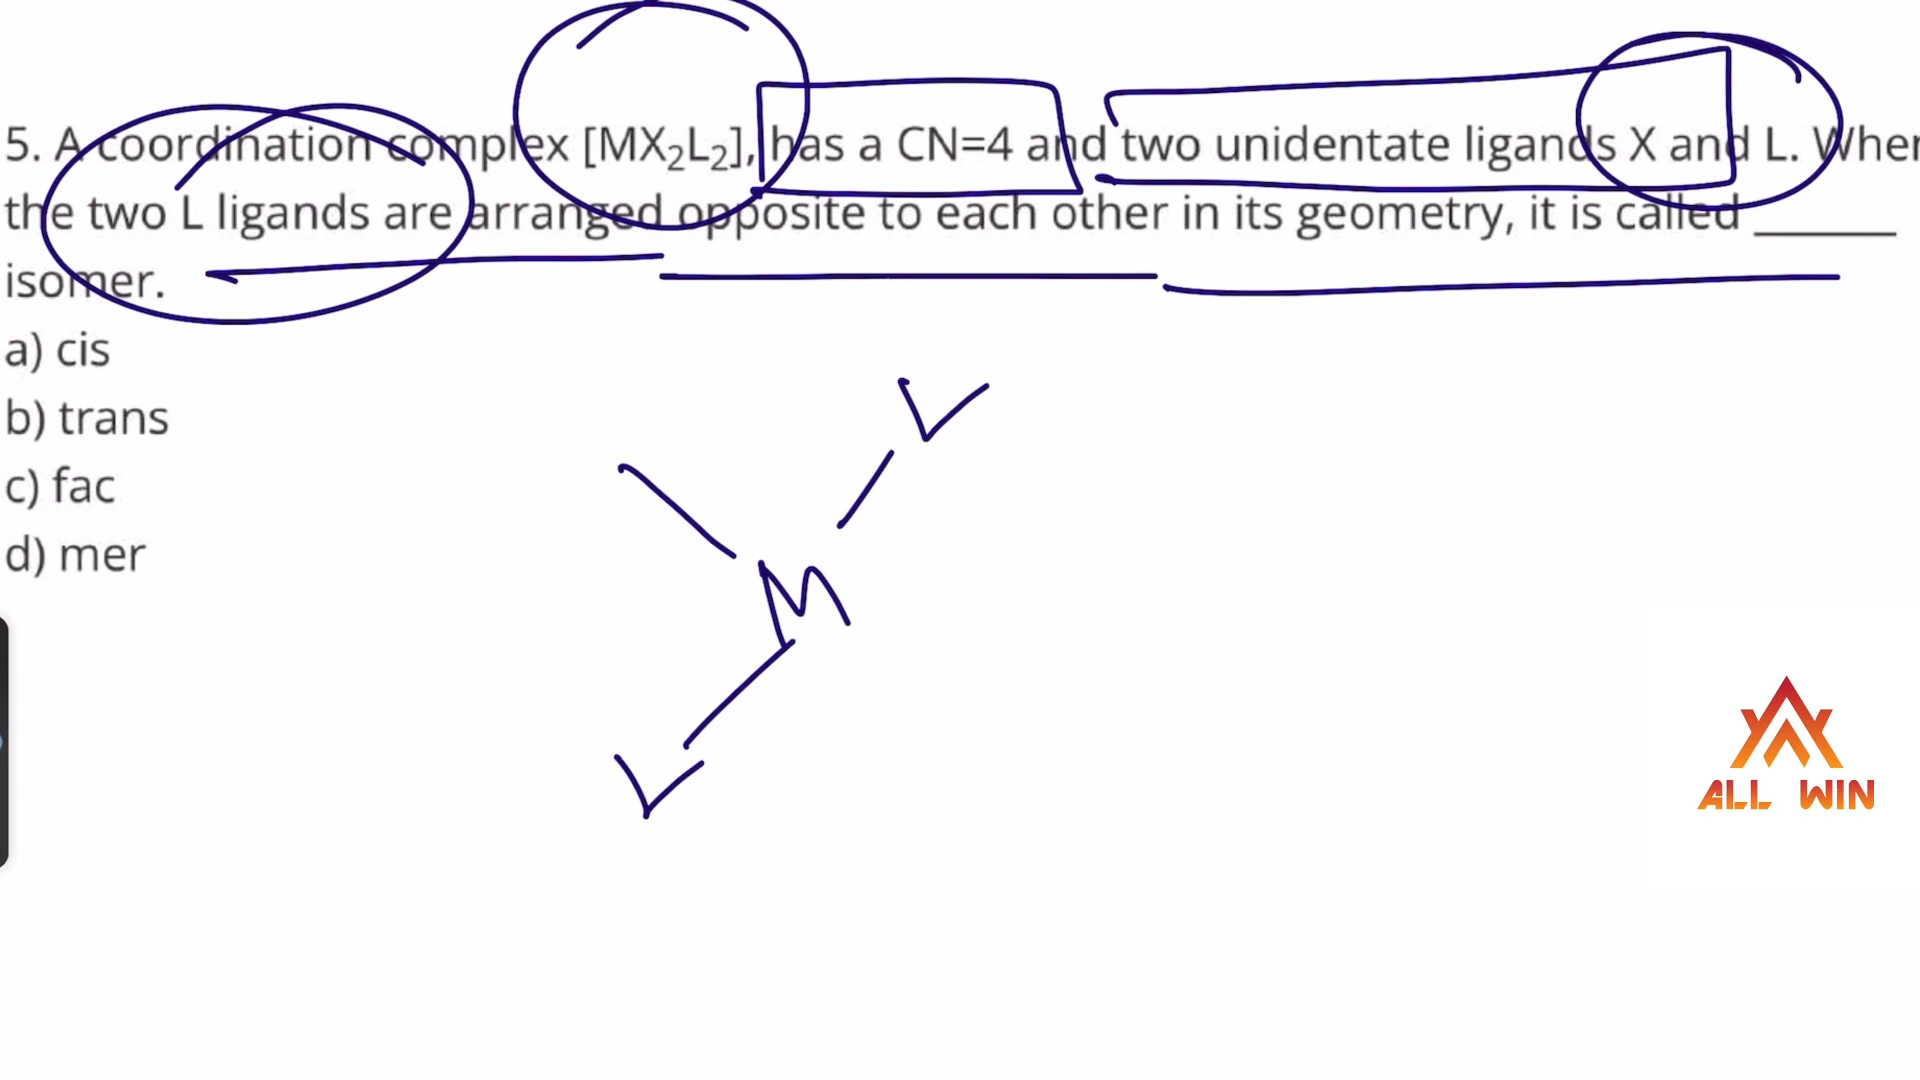 5. A coordination complex [MX₂L₂], has a CN=4 and two unidentate ligands X and L. When
the two L ligands are arranged opposite to each other in its geometry, it is called ______
isomer.
a) cis
b) trans
c) fac
d) mer
L
M
L
ALL WIN